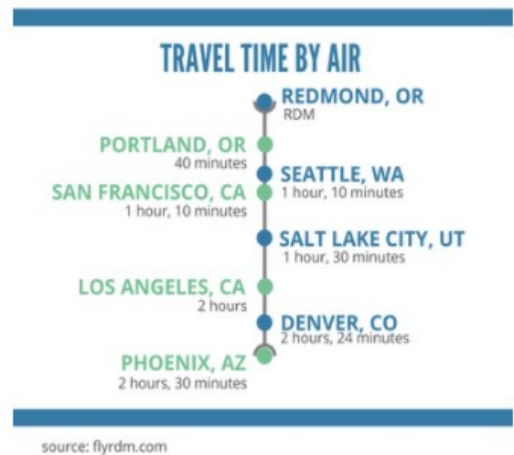 TRAVEL TIME BY AIR
REDMOND, OR
RDM
PORTLAND, OR
40 minutes
SEATTLE, WA
1 hour, 10 minutes
SAN FRANCISCO, CA
1 hour, 10 minutes
SALT LAKE CITY, UT
1 hour, 30 minutes
LOS ANGELES, CA
2 hours
DENVER, CO
2 hours, 24 minutes
PHOENIX, AZ
2 hours, 30 minutes
source: flyrdm.com